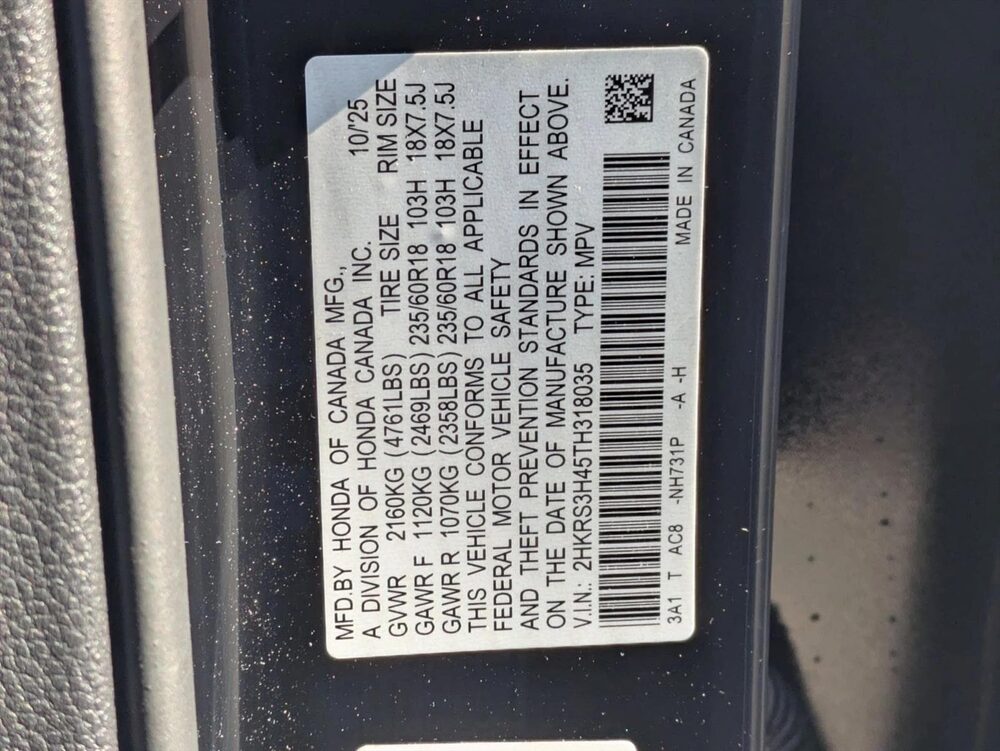 MFD.BY HONDA OF CANADA MFG., 10/'25
A DIVISION OF HONDA CANADA INC.
GVWR 2160KG (4761LBS) TIRE SIZE RIM SIZE
GAWR F 1120KG (2469LBS) 235/60R18 103H 18X7.5J
GAWR R 1070KG (2358LBS) 235/60R18 103H 18X7.5J
THIS VEHICLE CONFORMS TO ALL APPLICABLE
FEDERAL MOTOR VEHICLE SAFETY
AND THEFT PREVENTION STANDARDS IN EFFECT
ON THE DATE OF MANUFACTURE SHOWN ABOVE.
V.I.N.: 2HKRS3H45TH318035 TYPE: MPV
3A1 T AC8 -NH731P -A -H MADE IN CANADA